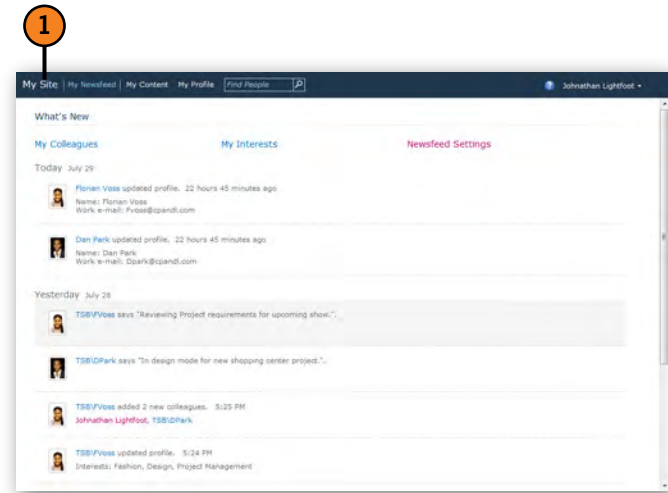 1
My Site | My Newsfeed | My Content My Profile Find People Johnathan Lightfoot
What's New
My Colleagues My Interests Newsfeed Settings
Today July 29
Florian Voss updated profile. 22 hours 45 minutes ago
Name: Florian Voss
Work e-mail: Fvoss@cpandl.com
Dan Park updated profile. 22 hours 45 minutes ago
Name: Dan Park
Work e-mail: Dpark@cpandl.com
Yesterday July 28
TSB\FVoss says "Reviewing Project requirements for upcoming show.".
TSB\DPark says "In design mode for new shopping center project.".
TSB\FVoss added 2 new colleagues. 5:25 PM
Johnathan Lightfoot, TSB\DPark
TSB\FVoss updated profile. 5:24 PM
Interests: Fashion, Design, Project Management